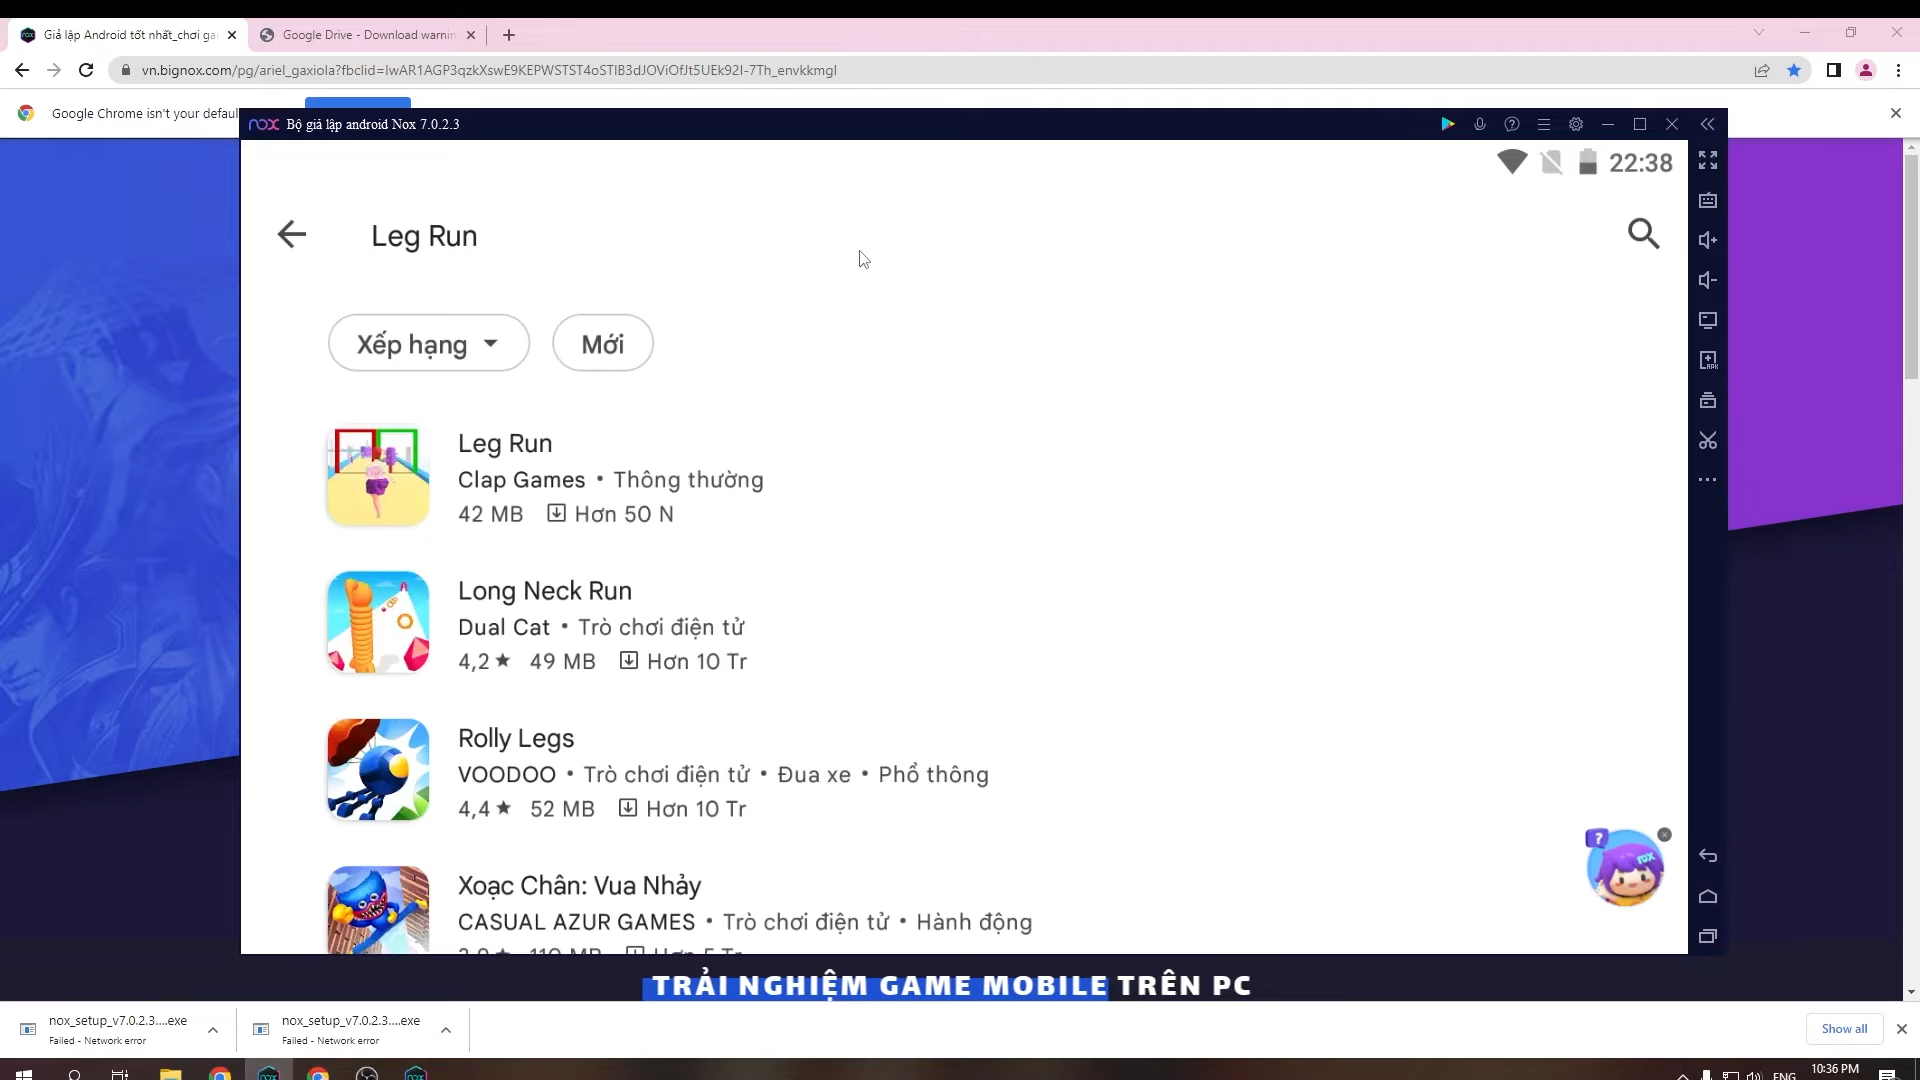 Giả lập Android tốt nhất_chơi ga
Google Drive - Download warnin
vn.bignox.com/pg/ariel_gaxiola?fbclid=IwAR1AGP3qzkXswE9KEPWSTST4oSTIB3dJOViOfJt5UEk92I-7Th_envkkmgI
Google Chrome isn't your defaul
nox Bộ giả lập android Nox 7.0.2.3
22:38
Leg Run
Xếp hạng
Mới
Leg Run
Clap Games • Thông thường
42 MB Hơn 50 N
Long Neck Run
Dual Cat • Trò chơi điện tử
4,2★ 49 MB Hơn 10 Tr
Rolly Legs
VOODOO • Trò chơi điện tử • Đua xe • Phổ thông
4,4★ 52 MB Hơn 10 Tr
Xoạc Chân: Vua Nhảy
CASUAL AZUR GAMES • Trò chơi điện tử • Hành động
TRẢI NGHIỆM GAME MOBILE TRÊN PC
nox_setup_v7.0.2.3....exe
Failed - Network error
nox_setup_v7.0.2.3....exe
Failed - Network error
Show all
ENG
10:36 PM